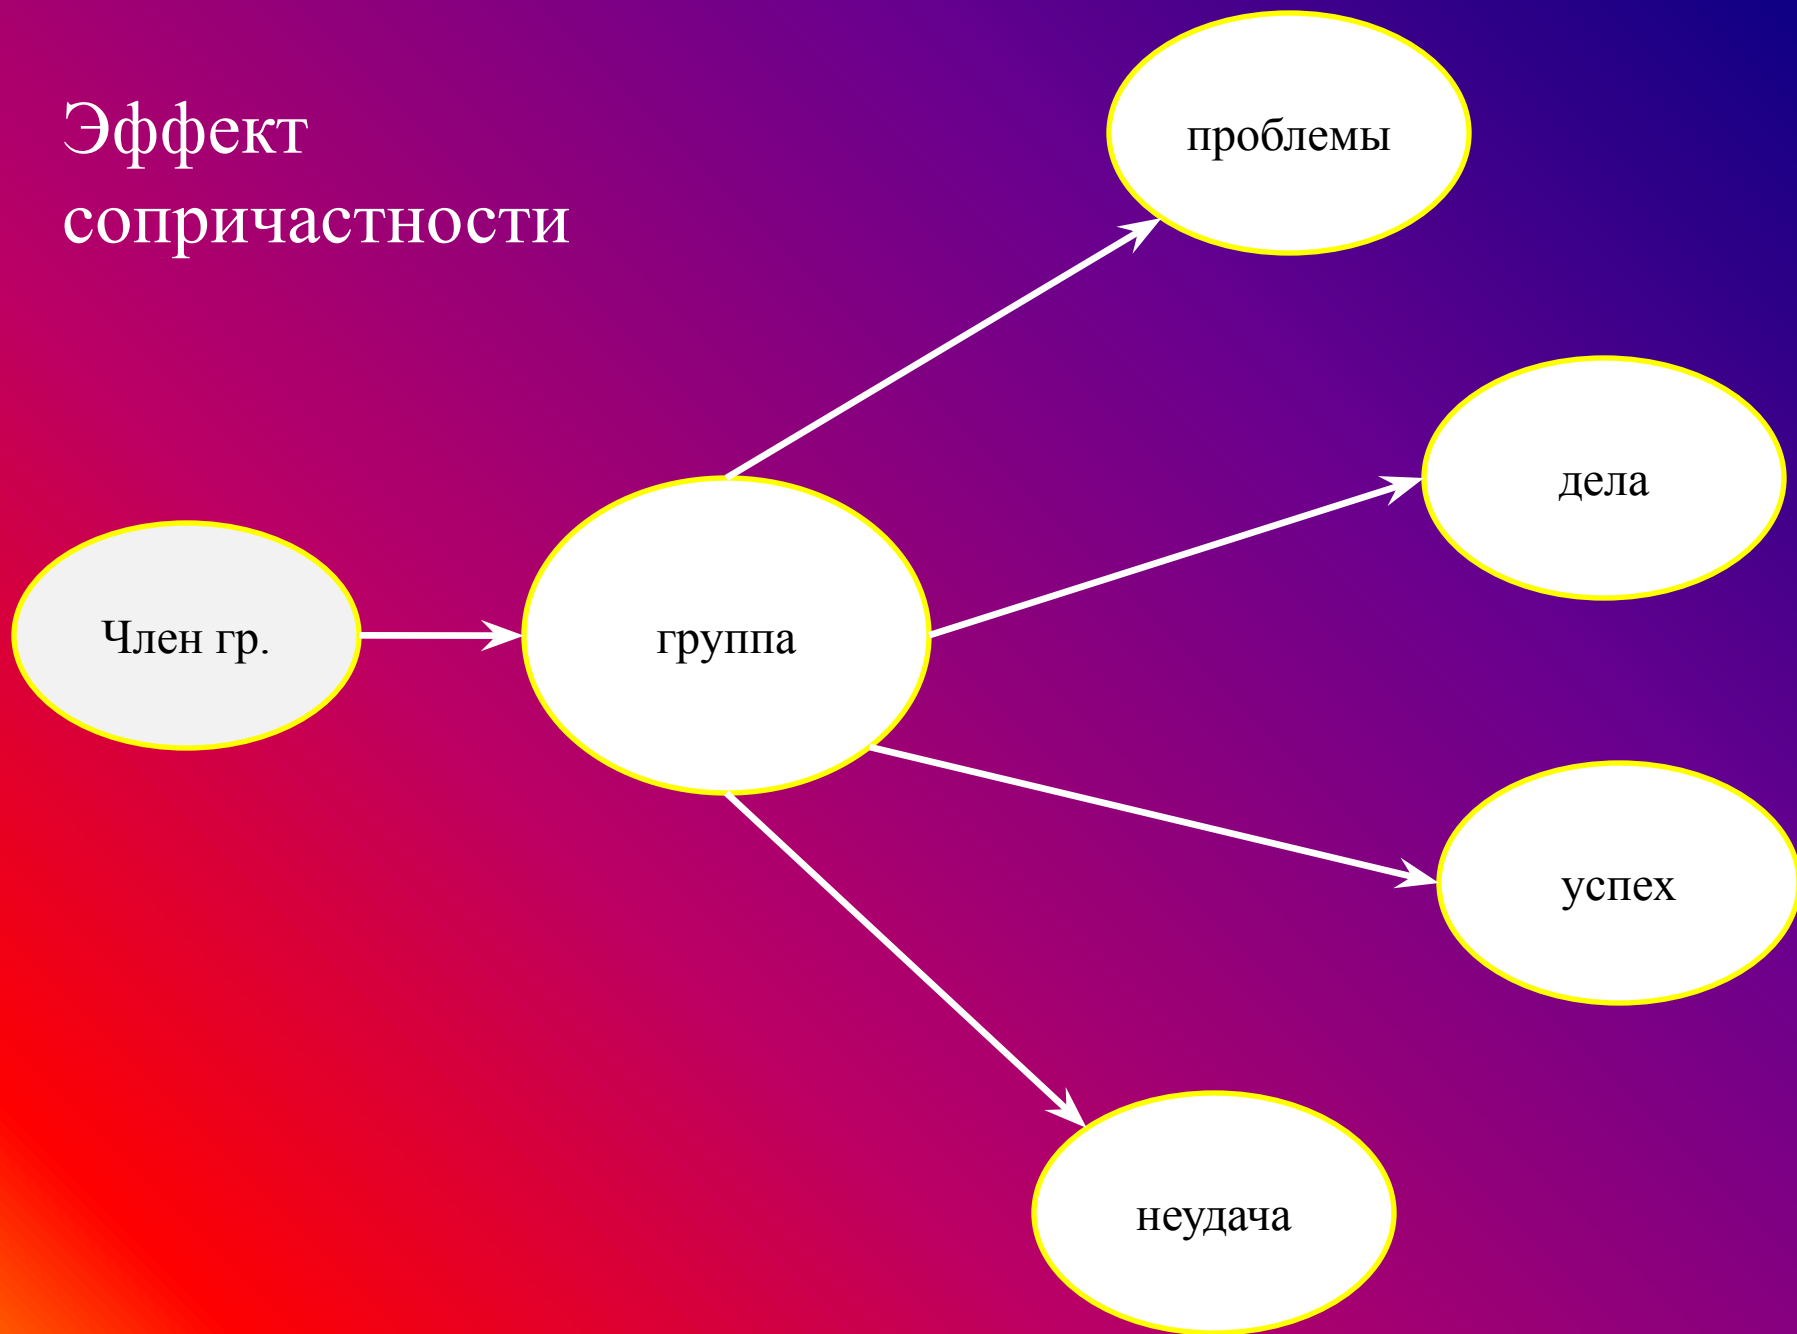 Эффект
сопричастности
проблемы
дела
Член гр.
группа
успех
неудача